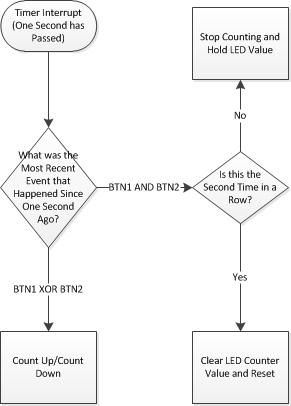 Timer Interrupt
(One Second has
Passed)
Stop Counting and
Hold LED Value
No
What was the
Most Recent
Event that
Happened Since
One Second
Ago?
BTN1 AND BTN2
Is this the
Second Time in a
Row?
Yes
BTN1 XOR BTN2
Count Up/Count
Down
Clear LED Counter
Value and Reset